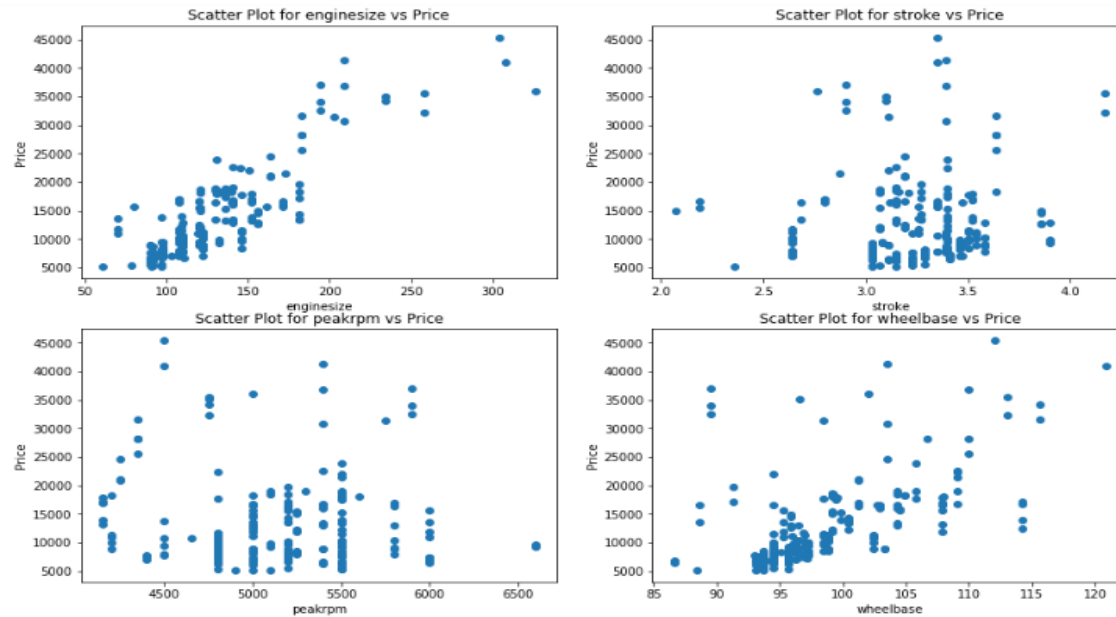 Scatter Plot for enginesize vs Price
Price
45000
40000
35000
30000
25000
20000
15000
10000
5000
50 100 150 200 250 300
enginesize
Scatter Plot for stroke vs Price
Price
45000
40000
35000
30000
25000
20000
15000
10000
5000
2.0 2.5 3.0 3.5 4.0
stroke
Scatter Plot for peakrpm vs Price
Price
45000
40000
35000
30000
25000
20000
15000
10000
5000
4500 5000 5500 6000 6500
peakrpm
Scatter Plot for wheelbase vs Price
Price
45000
40000
35000
30000
25000
20000
15000
10000
5000
85 90 95 100 105 110 115 120
wheelbase